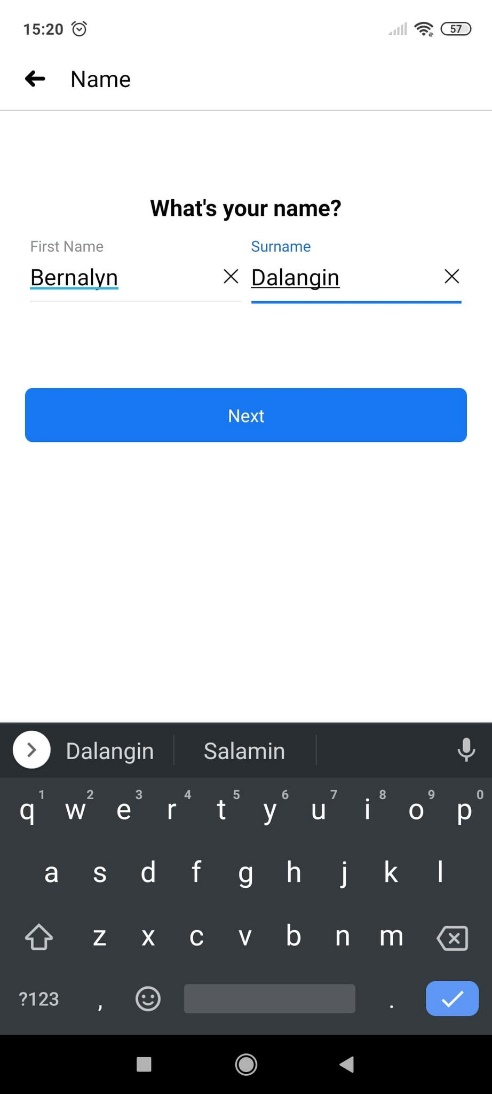 15:20 57
Name
What's your name?
First Name Surname
Bernalyn Dalangin
Next
Dalangin Salamin
1 2 3 4 5 6 7 8 9 0
q w e r t y u i o p
a s d f g h j k l
z x c v b n m
?123 , .